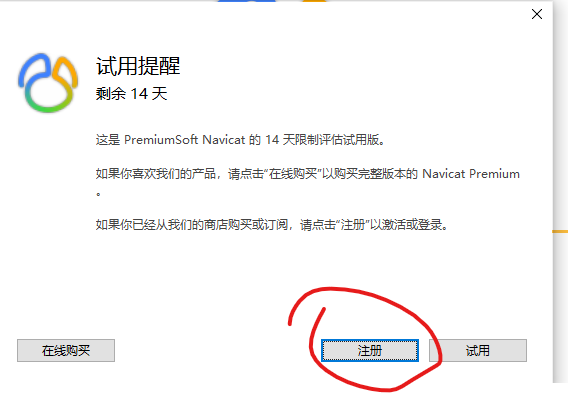 试用提醒
剩余 14 天
这是 PremiumSoft Navicat 的 14 天限制评估试用版。
如果你喜欢我们的产品，请点击“在线购买”以购买完整版本的 Navicat Premium
。
如果你已经从我们的商店购买或订阅，请点击“注册”以激活或登录。
在线购买
注册
试用